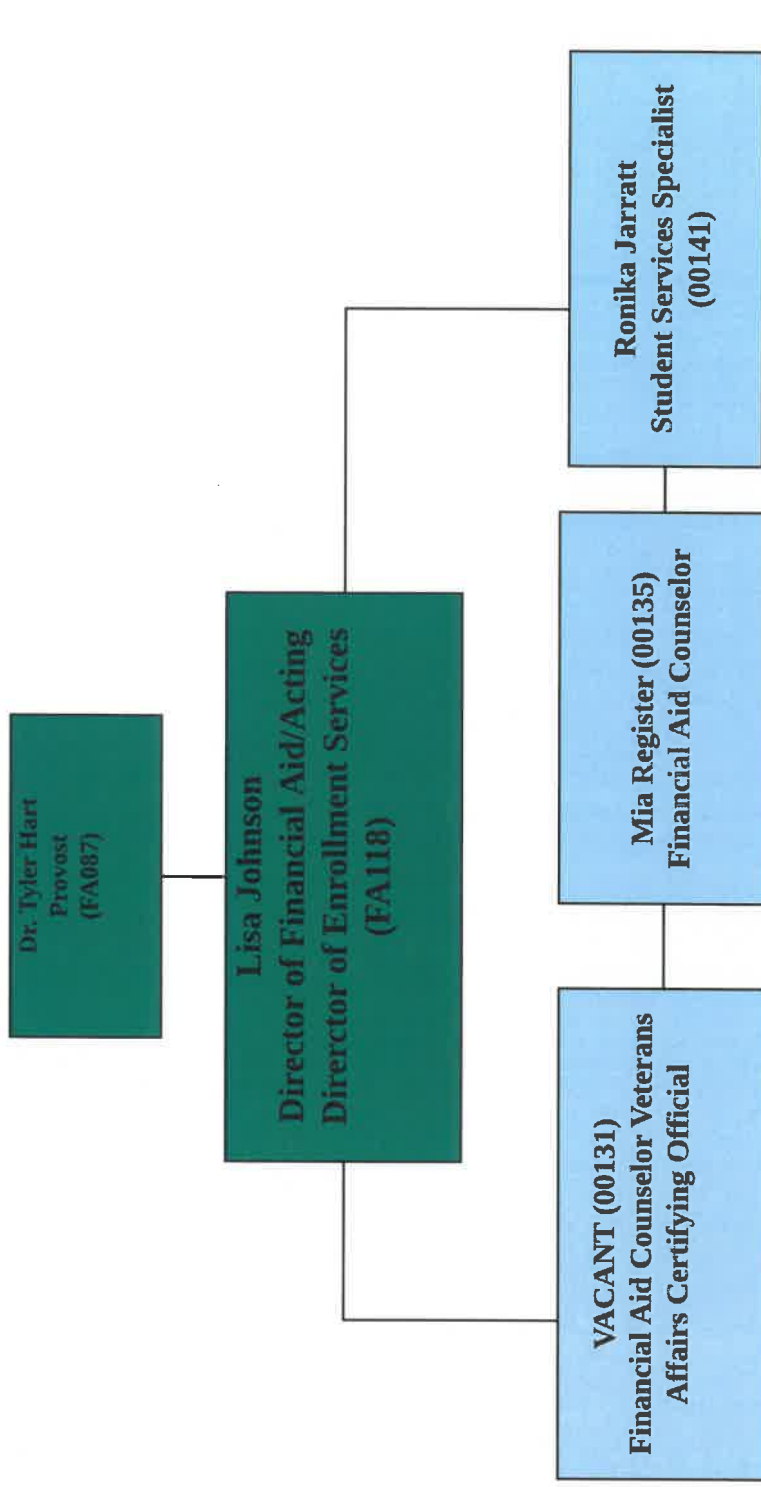 Dr. Tyler Hart
Provost
(FA087)
Lisa Johnson
Director of Financial Aid/Acting
Direrctor of Enrollment Services
(FA118)
VACANT (00131)
Financial Aid Counselor Veterans
Affairs Certifying Official
Mia Register (00135)
Financial Aid Counselor
Ronika Jarratt
Student Services Specialist
(00141)